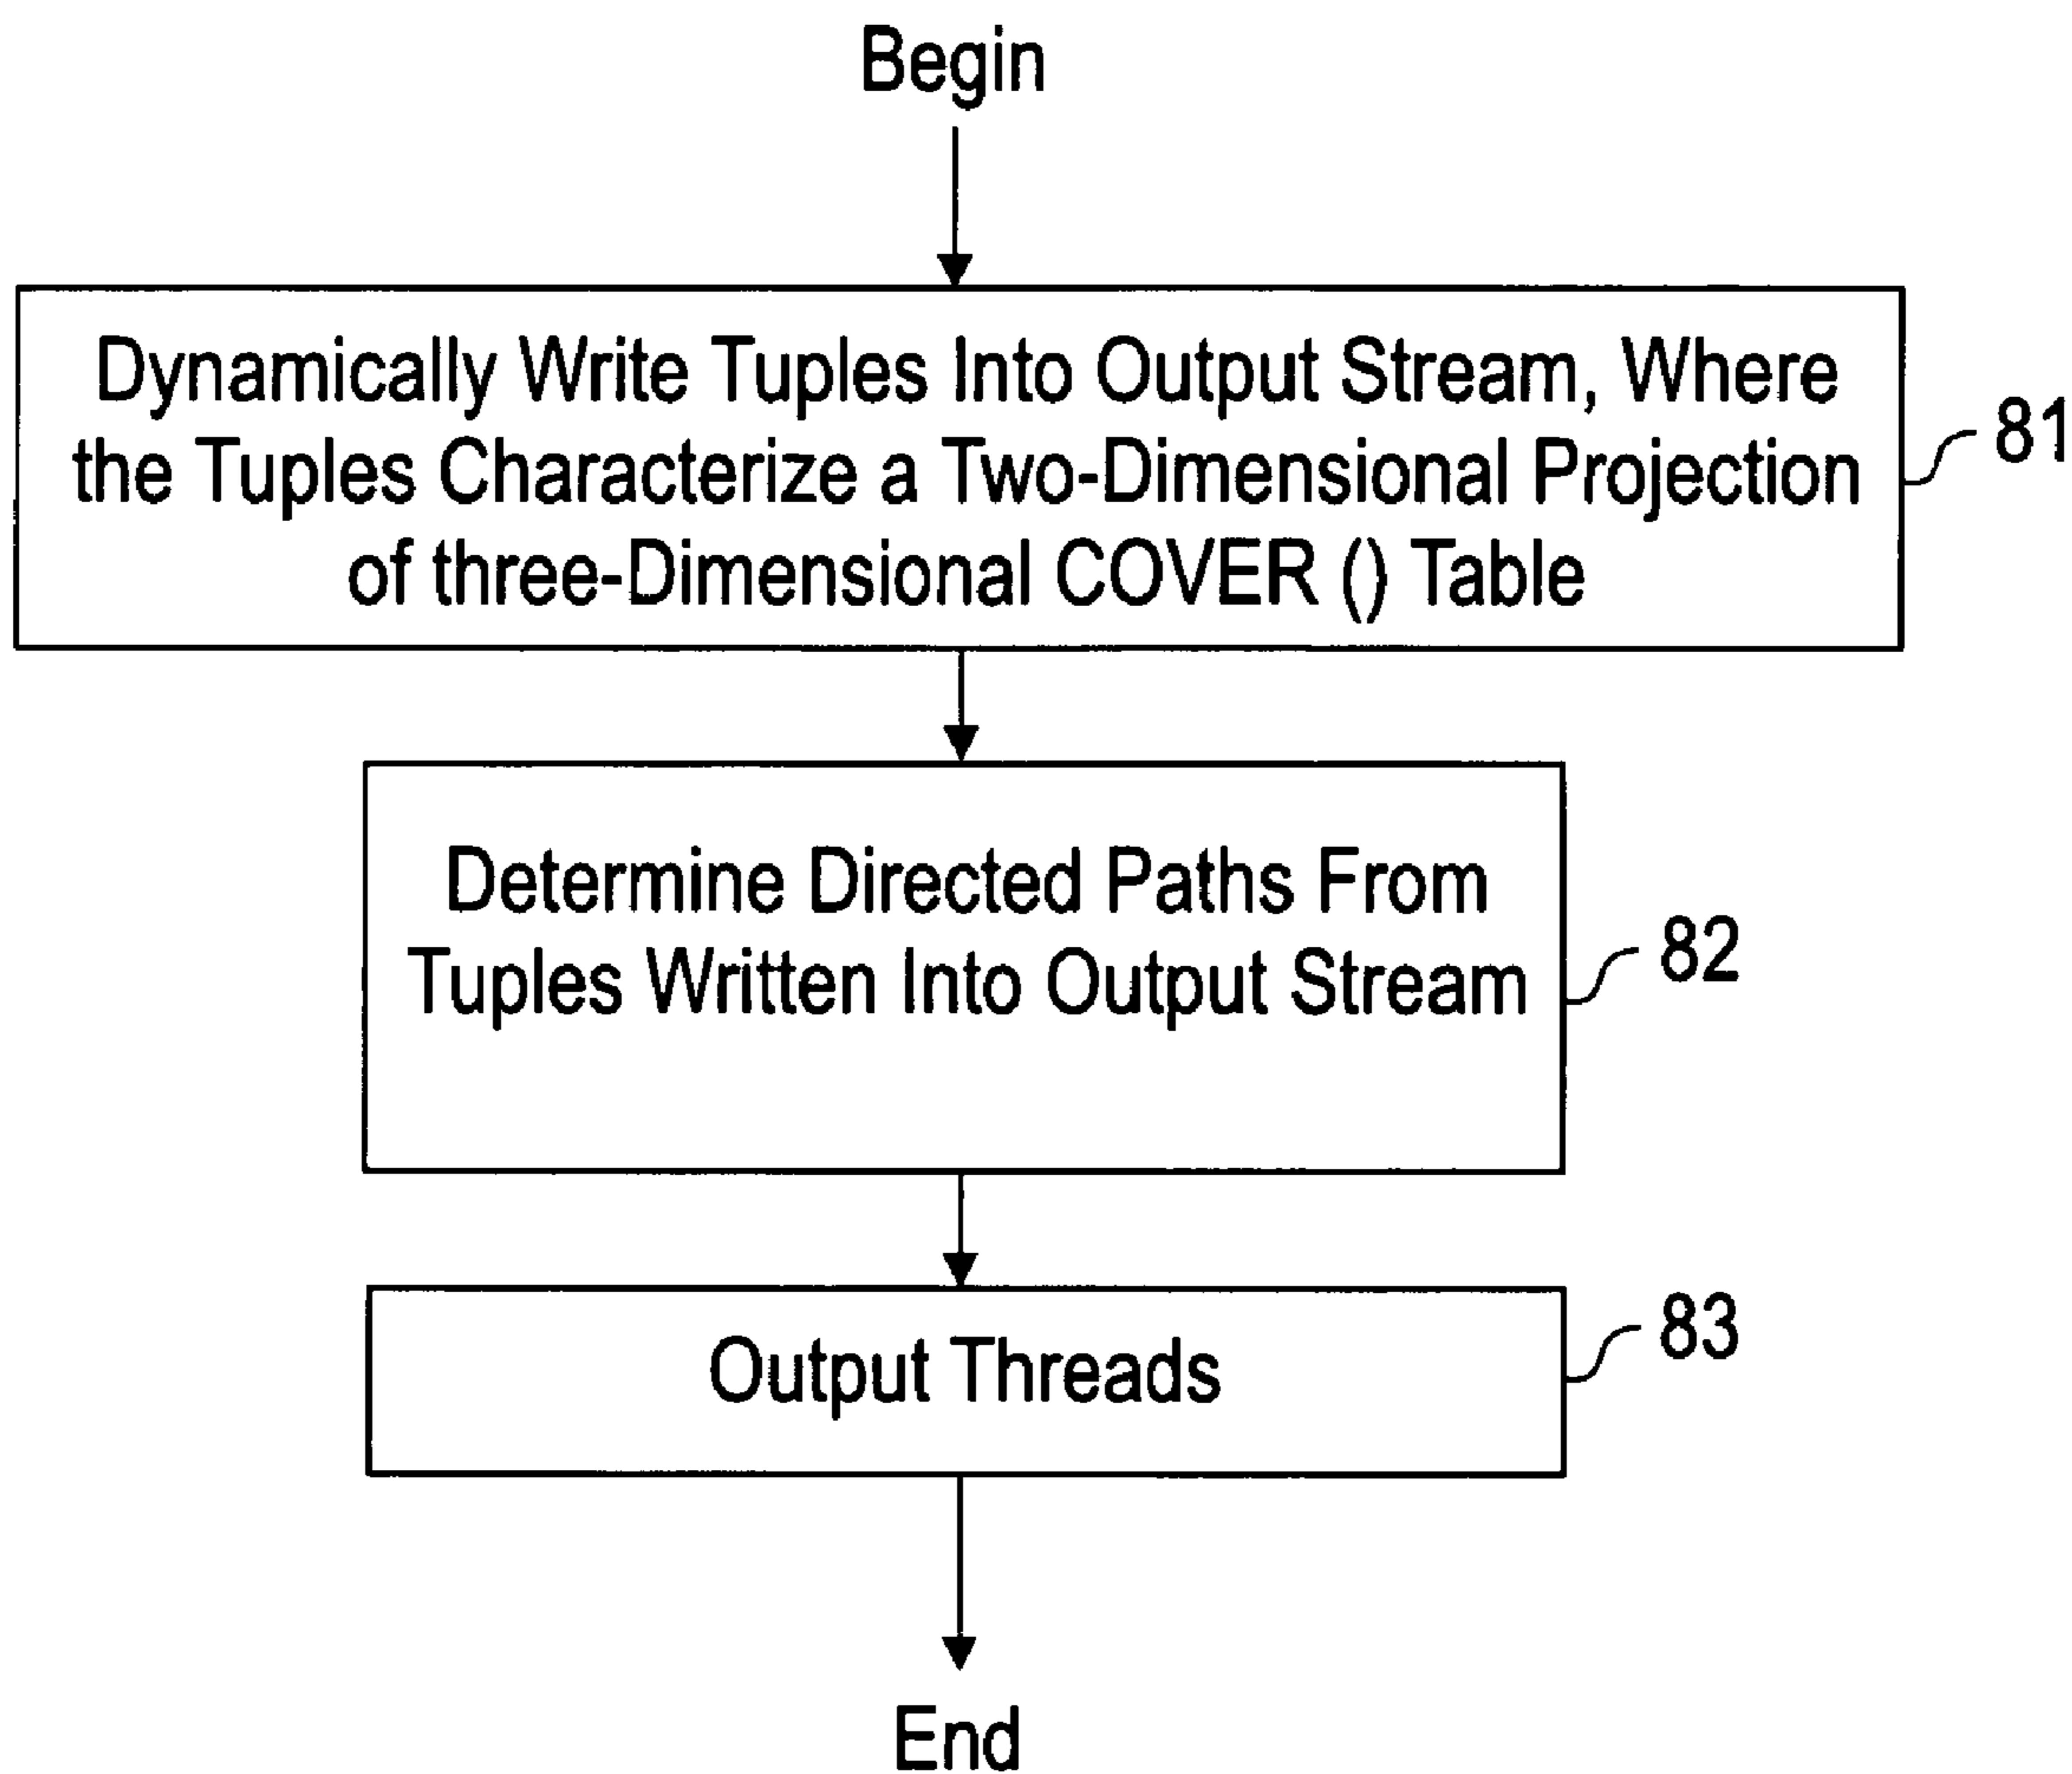 Begin
Dynamically Write Tuples Into Output Stream, Where
the Tuples Characterize a Two-Dimensional Projection
of three-Dimensional COVER () Table
81
Determine Directed Paths From
Tuples Written Into Output Stream
82
Output Threads
83
End